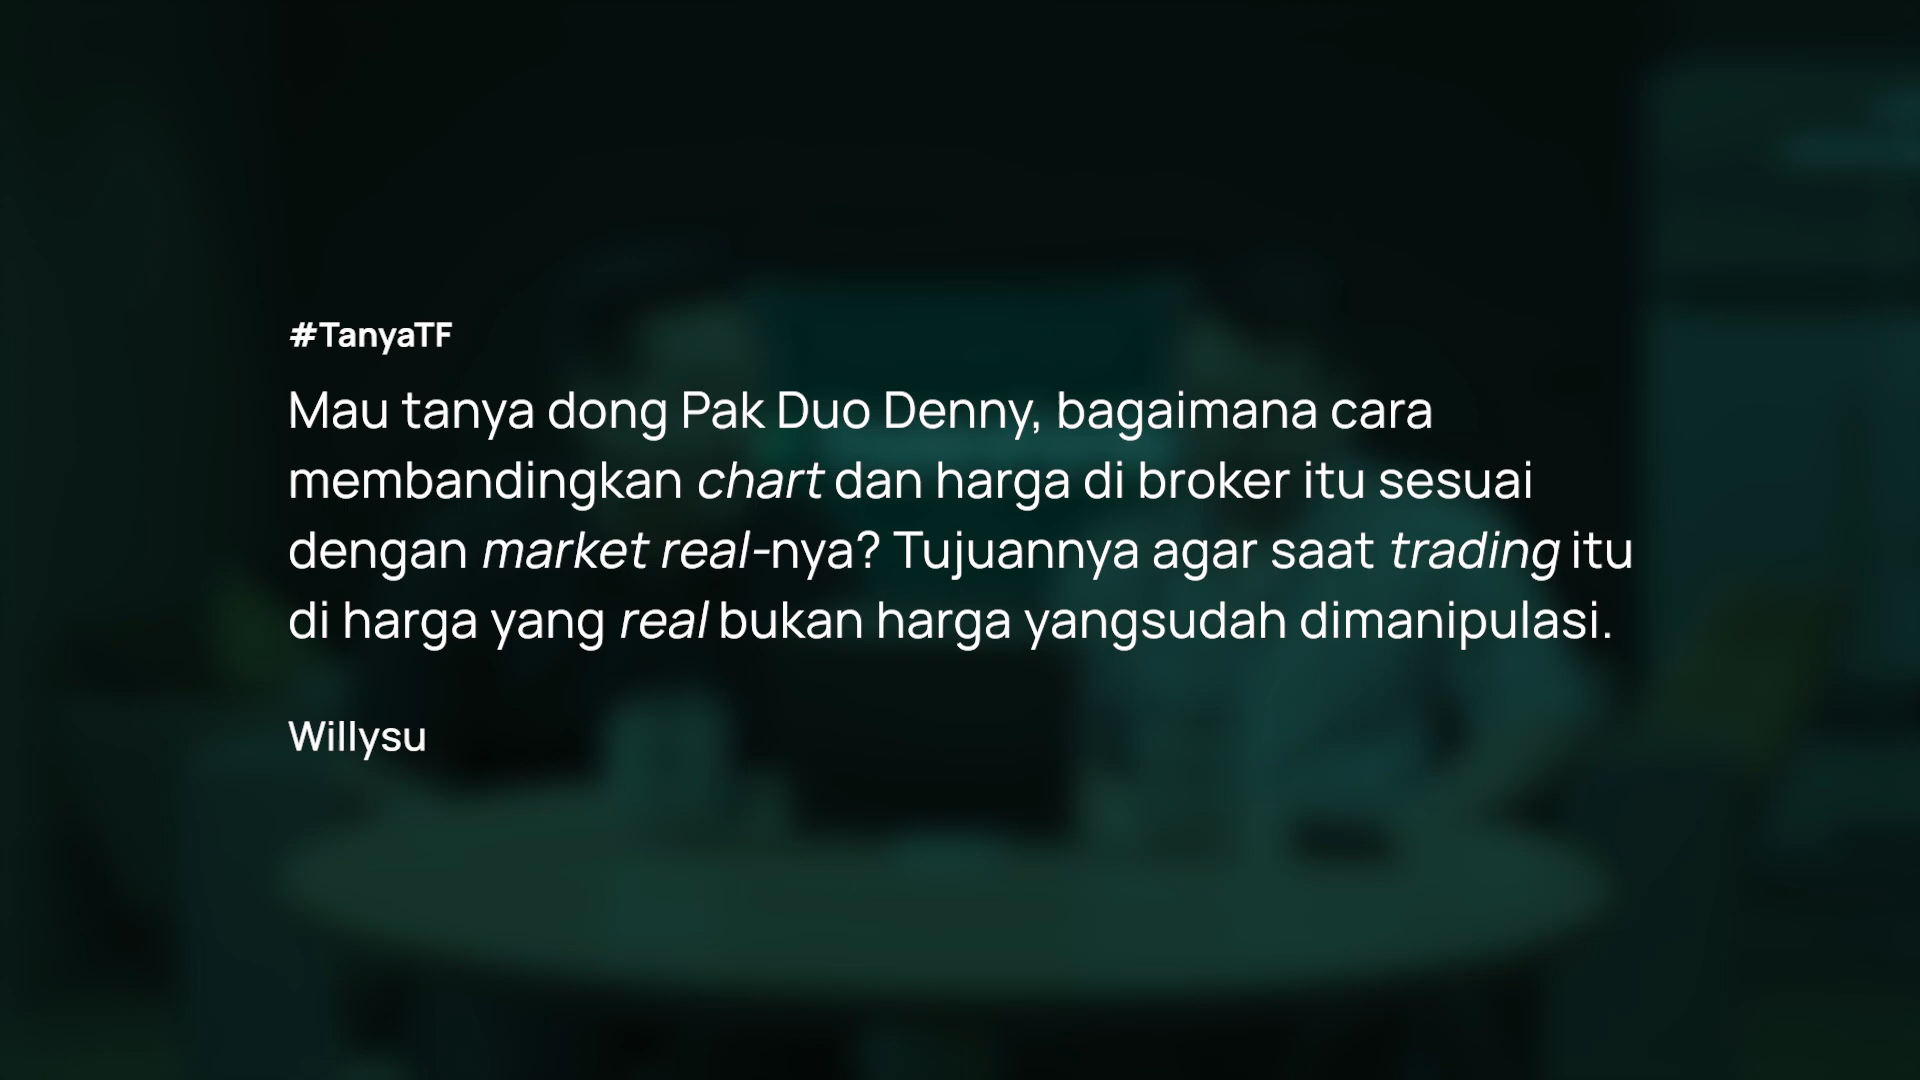 #TanyaTF
Mau tanya dong Pak Duo Denny, bagaimana cara
membandingkan chart dan harga di broker itu sesuai
dengan market real-nya? Tujuannya agar saat trading itu
di harga yang real bukan harga yangsudah dimanipulasi.
Willysu